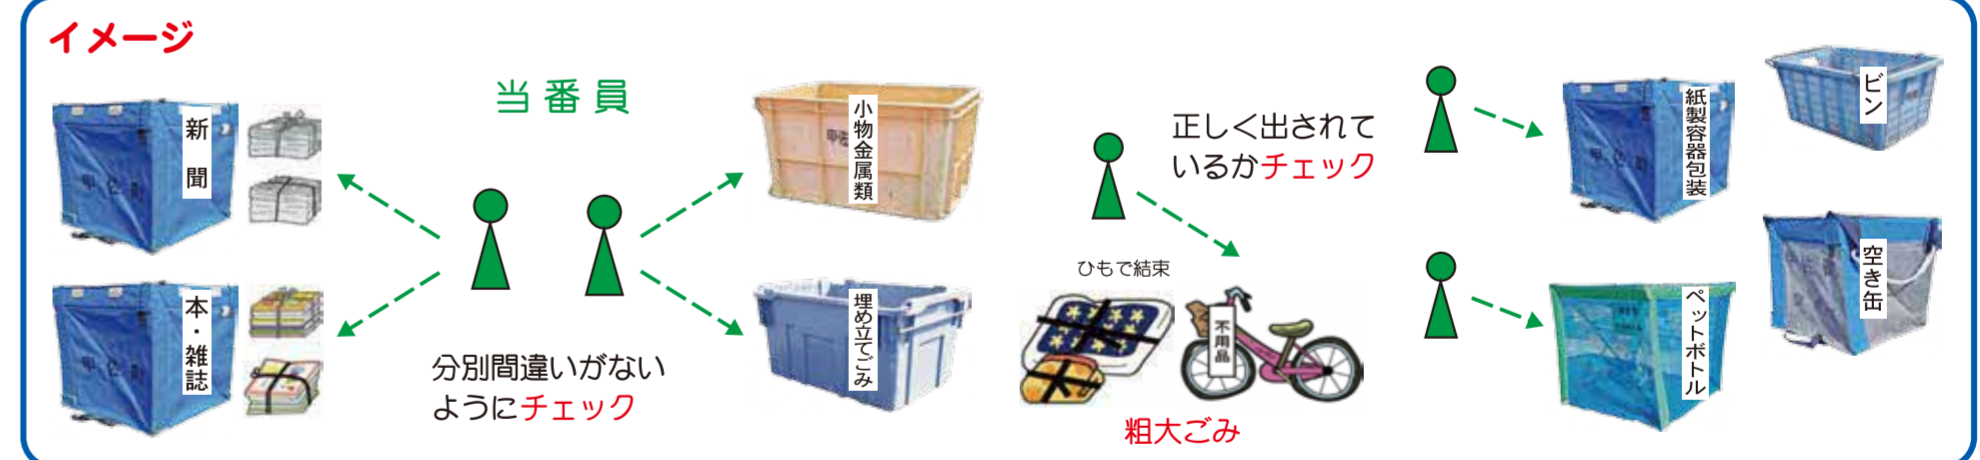 イメージ
当番員
新聞
本・雑誌
分別間違いがない
ようにチェック
小物金属類
埋め立てごみ
正しく出されて
いるかチェック
ひもで結束
不用品
粗大ごみ
紙製容器包装
ビン
ペットボトル
空き缶